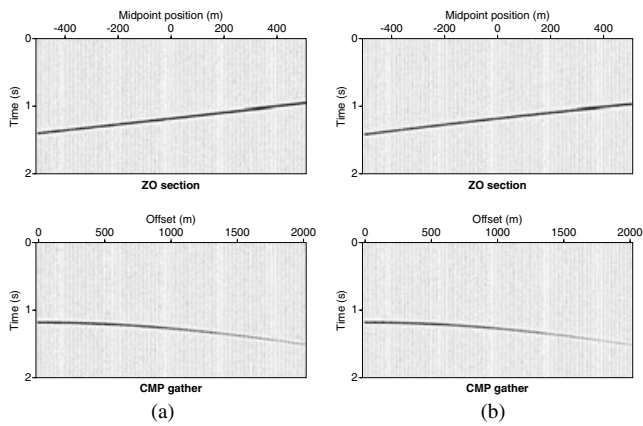 Midpoint position (m)
-400 -200 0 200 400
0
1
2
Time (s)
ZO section
Offset (m)
0 500 1000 1500 2000
0
1
2
Time (s)
CMP gather
(a)
Midpoint position (m)
-400 -200 0 200 400
0
1
2
Time (s)
ZO section
Offset (m)
0 500 1000 1500 2000
0
1
2
Time (s)
CMP gather
(b)